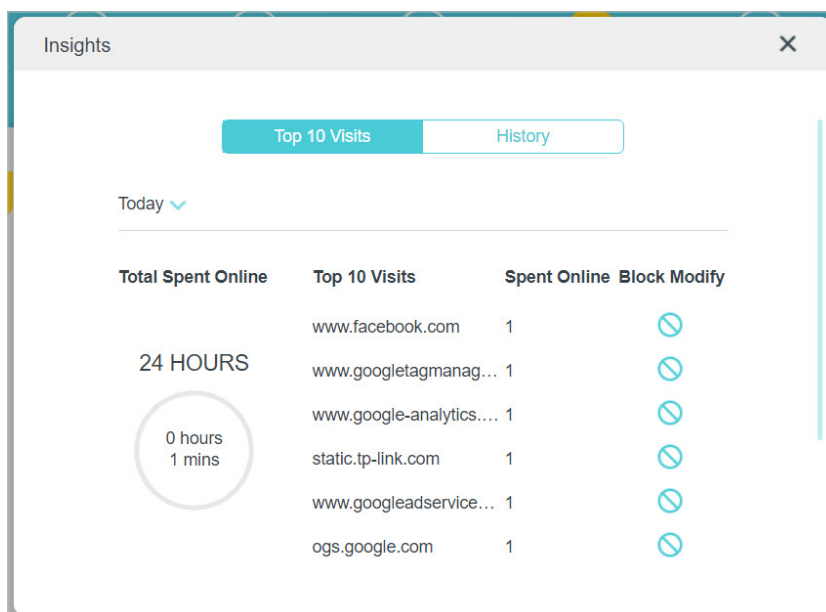 Insights
Top 10 Visits History
Today
Total Spent Online Top 10 Visits Spent Online Block Modify
www.facebook.com 1
24 HOURS
www.googletagmanag... 1
www.google-analytics.... 1
0 hours
1 mins
static.tp-link.com 1
www.googleadservice... 1
ogs.google.com 1